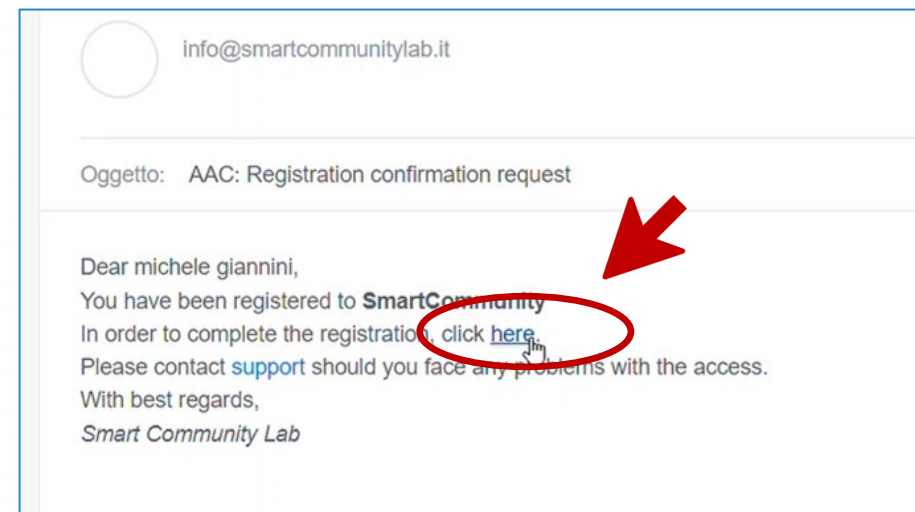 info@smartcommunitylab.it
Oggetto: AAC: Registration confirmation request
Dear michele giannini,
You have been registered to SmartCommunity
In order to complete the registration, click here.
Please contact support should you face any problems with the access.
With best regards,
Smart Community Lab